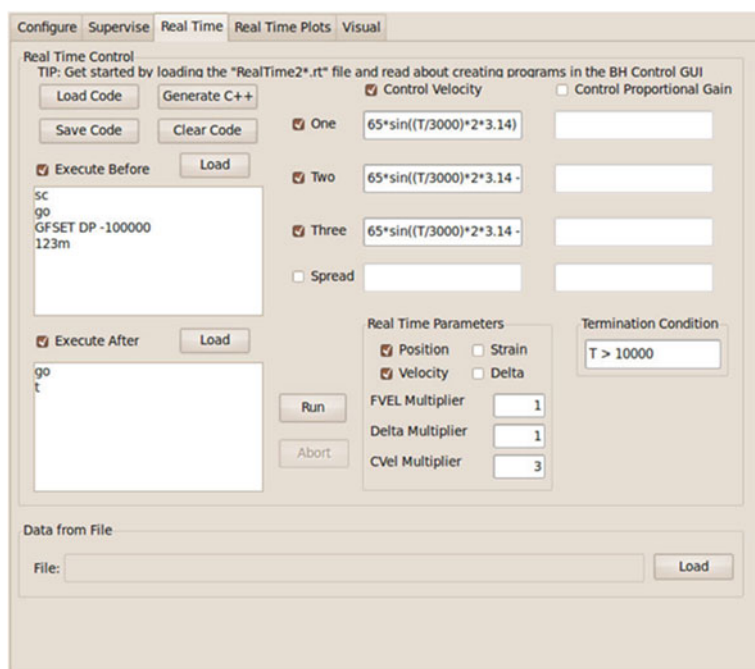 Configure Supervise Real Time Real Time Plots Visual
Real Time Control
TIP: Get started by loading the "RealTime2*.rt" file and read about creating programs in the BH Control GUI
Load Code Generate C++ Control Velocity Control Proportional Gain
Save Code Clear Code One 65*sin((T/3000)*2*3.14)
Execute Before Load Two 65*sin((T/3000)*2*3.14 -
sc
go
GFSET DP -100000
123m
Three 65*sin((T/3000)*2*3.14 -
Spread
Execute After Load
go
t
Real Time Parameters
Position Strain
Velocity Delta
FVEL Multiplier 1
Delta Multiplier 1
CVel Multiplier 3
Termination Condition
T > 10000
Run
Abort
Data from File
File: Load